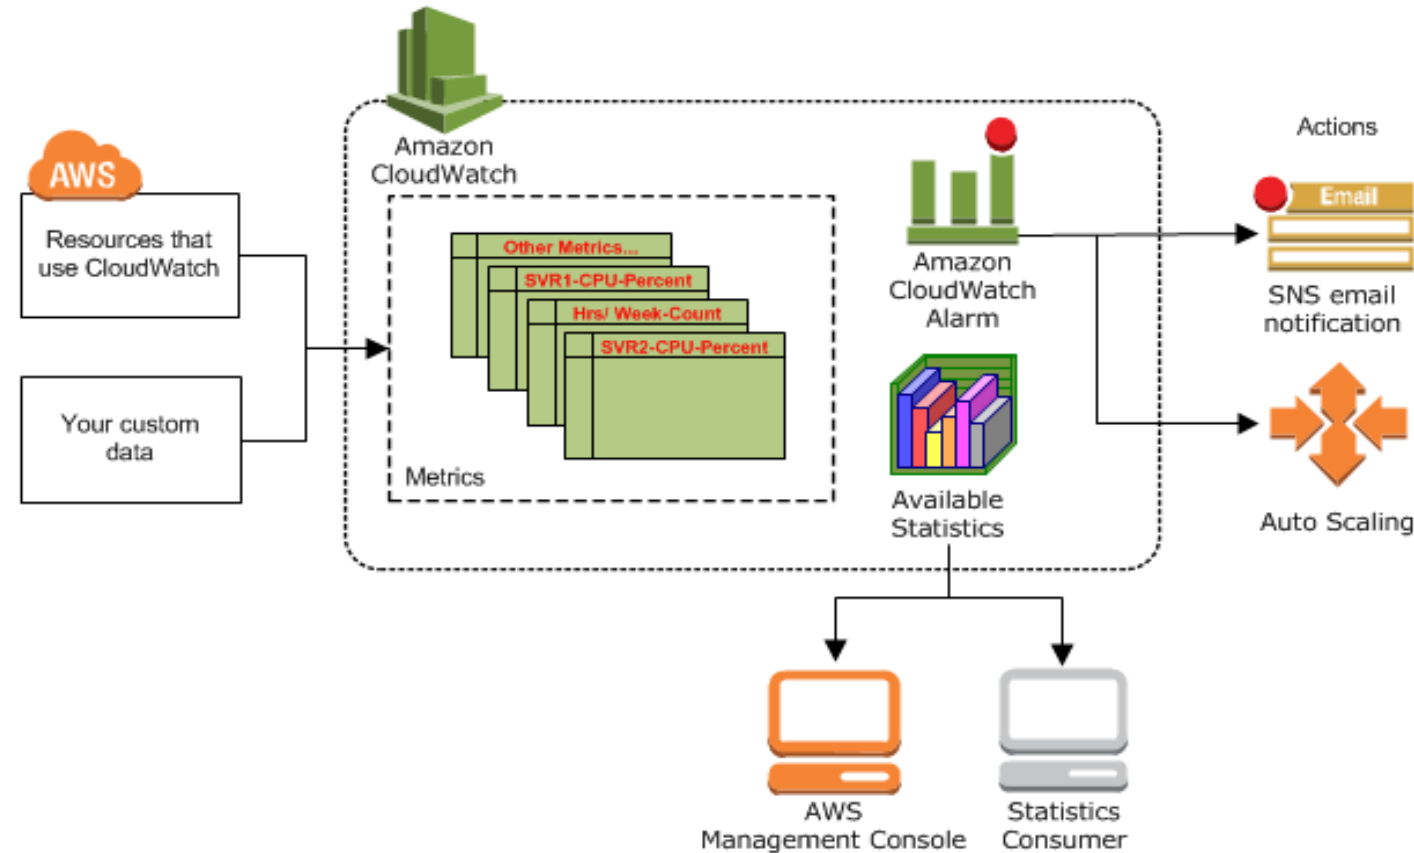 Amazon
CloudWatch
Actions
AWS
Resources that
use CloudWatch
Your custom
data
Other Metrics...
SVR1-CPU-Percent
Hrs/ Week-Count
SVR2-CPU-Percent
Metrics
Amazon
CloudWatch
Alarm
Available
Statistics
Email
SNS email
notification
Auto Scaling
AWS
Management Console
Statistics
Consumer